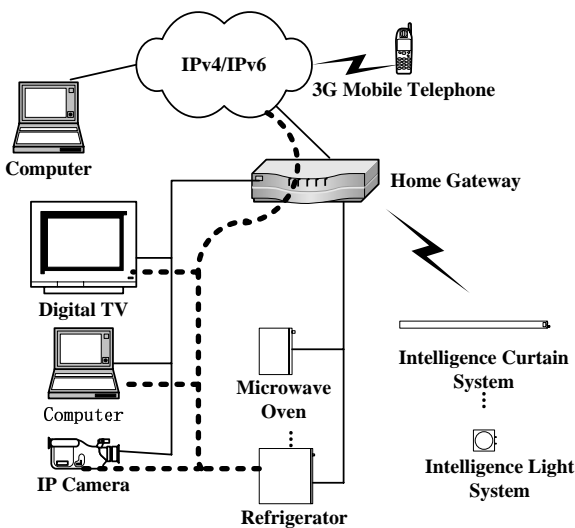 IPv4/IPv6
3G Mobile Telephone
Computer
Home Gateway
Digital TV
Intelligence Curtain
System
Microwave
Oven
Computer
Intelligence Light
System
IP Camera
Refrigerator